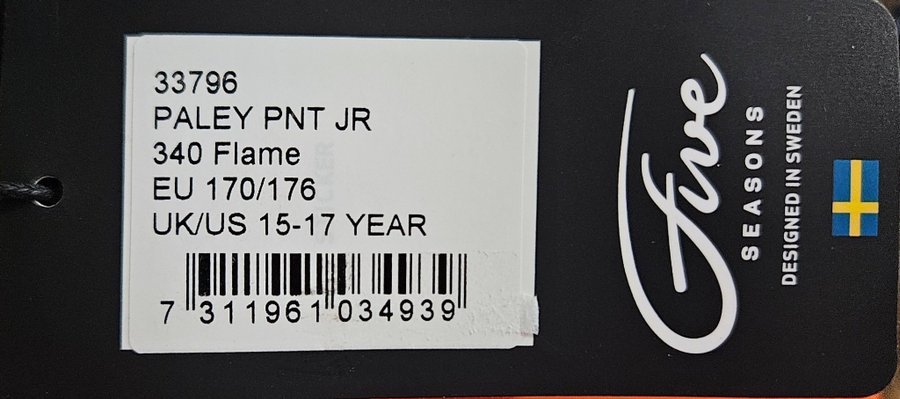 33796
PALEY PNT JR
340 Flame
EU 170/176
UK/US 15-17 YEAR
7 311961 034939
Five
SEASONS
DESIGNED IN SWEDEN